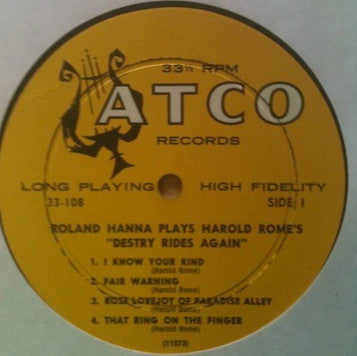 33⅓ RPM
ATCO
RECORDS
LONG PLAYING HIGH FIDELITY
33-108 SIDE 1
ROLAND HANNA PLAYS HAROLD ROME'S
"DESTRY RIDES AGAIN"
1. I KNOW YOUR KIND
(Harold Rome)
2. FAIR WARNING
(Harold Rome)
3. ROSE LOVEJOY OF PARADISE ALLEY
(Harold Rome)
4. THAT RING ON THE FINGER
(Harold Rome)
(11573)